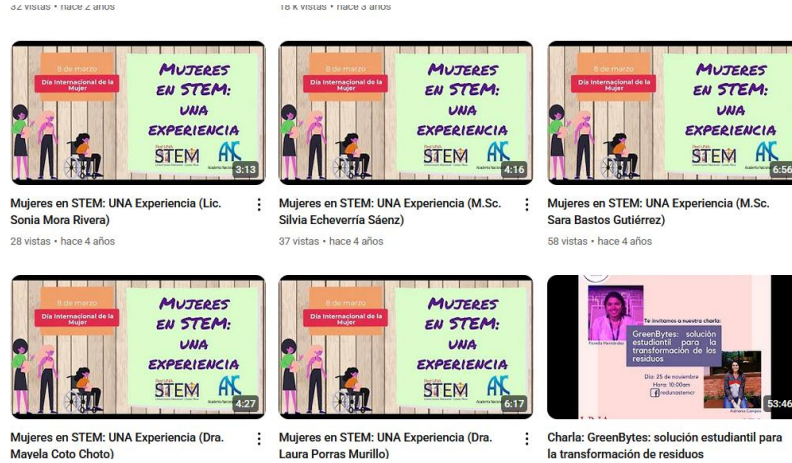 32 vistas • hace 2 años
18 K vistas • hace 3 años
8 de marzo
Día Internacional de la
Mujer
MUJERES
EN STEM:
UNA
EXPERIENCIA
STEM
3:13
8 de marzo
Día Internacional de la
Mujer
MUJERES
EN STEM:
UNA
EXPERIENCIA
STEM
4:16
8 de marzo
Día Internacional de la
Mujer
MUJERES
EN STEM:
UNA
EXPERIENCIA
STEM
6:56
Mujeres en STEM: UNA Experiencia (Lic.
Sonia Mora Rivera)
28 vistas • hace 4 años
Mujeres en STEM: UNA Experiencia (M.Sc.
Silvia Echeverría Sáenz)
37 vistas • hace 4 años
Mujeres en STEM: UNA Experiencia (M.Sc.
Sara Bastos Gutiérrez)
58 vistas • hace 4 años
8 de marzo
Día Internacional de la
Mujer
MUJERES
EN STEM:
UNA
EXPERIENCIA
STEM
4:27
8 de marzo
Día Internacional de la
Mujer
MUJERES
EN STEM:
UNA
EXPERIENCIA
STEM
6:17
Te invitamos a nuestra charla:
GreenBytes: solución
estudiantil para la
transformación de los
residuos
Día: 25 de noviembre
Hora: 10:00am
redunastemcr
53:46
Mujeres en STEM: UNA Experiencia (Dra.
Mayela Coto Choto)
Mujeres en STEM: UNA Experiencia (Dra.
Laura Porras Murillo)
Charla: GreenBytes: solución estudiantil para
la transformación de residuos